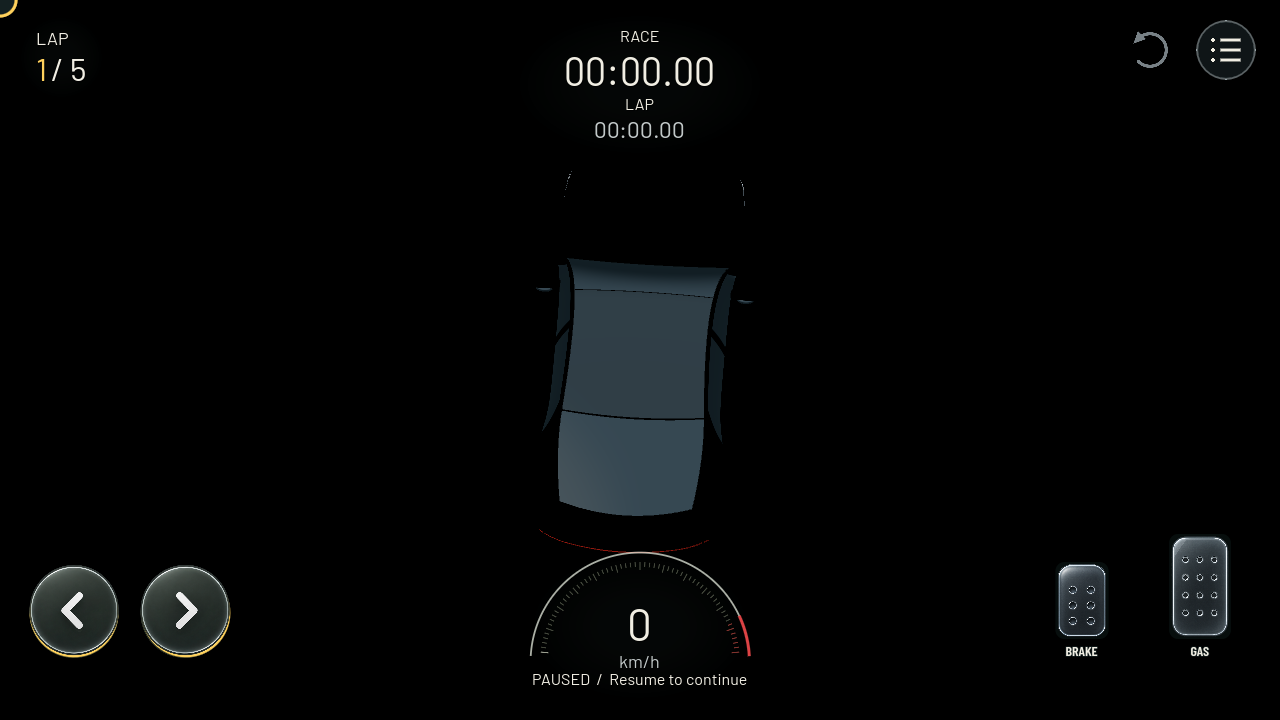 LAP
1/ 5
RACE
00:00.00
LAP
00:00.00
0
km/h
PAUSED / Resume to continue
BRAKE
GAS